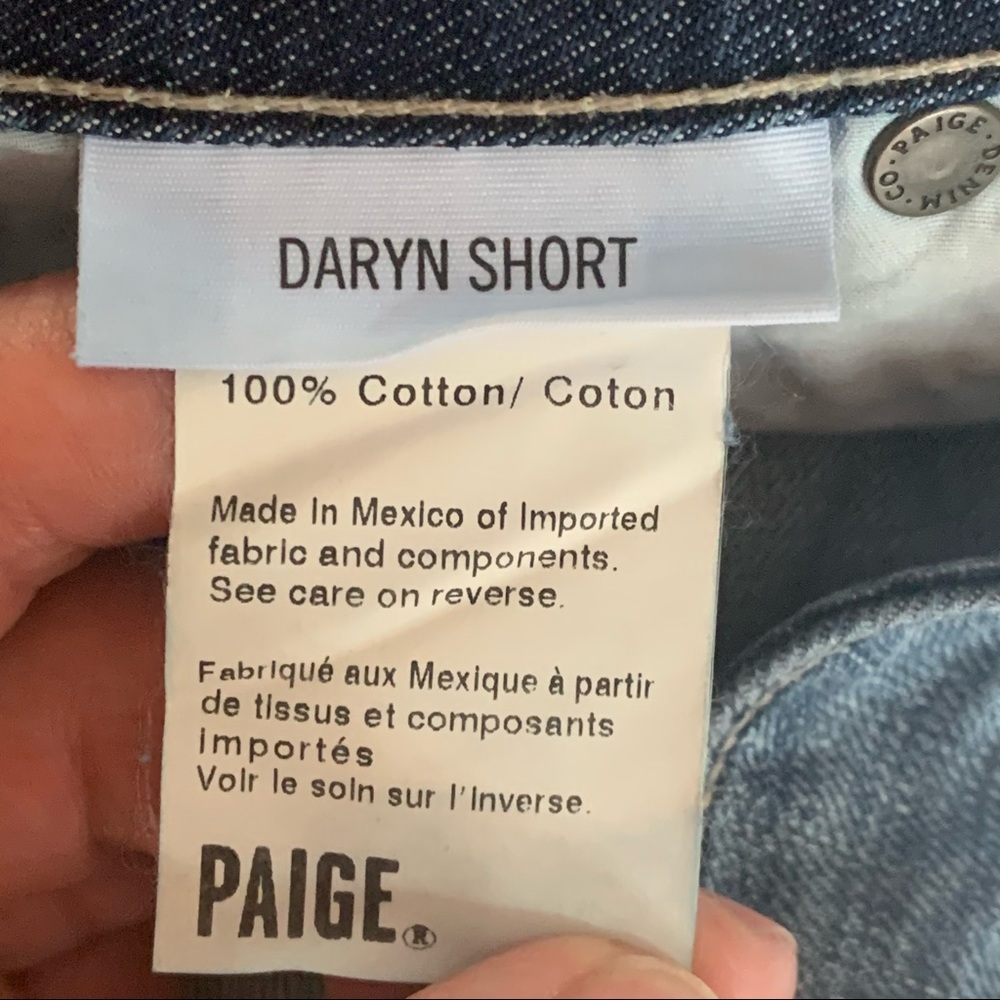 DARYN SHORT
PAIGE · DENIM · CO ·
100% Cotton/ Coton
Made In Mexico of Imported
fabric and components.
See care on reverse.
Fabriqué aux Mexique à partir
de tissus et composants
importés
Voir le soin sur l'inverse.
PAIGE®